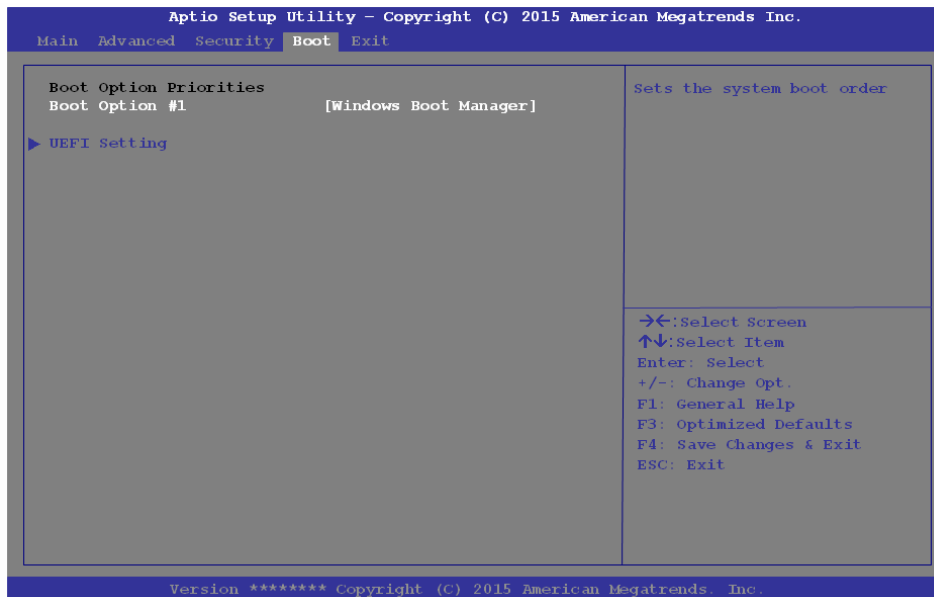 Aptio Setup Utility – Copyright (C) 2015 American Megatrends Inc.
Main Advanced Security Boot Exit
Boot Option Priorities
Boot Option #1 [Windows Boot Manager]
▶ UEFI Setting
Sets the system boot order
→←:Select Screen
↑↓:Select Item
Enter: Select
+/-: Change Opt.
F1: General Help
F3: Optimized Defaults
F4: Save Changes & Exit
ESC: Exit
Version ******** Copyright (C) 2015 American Megatrends. Inc.